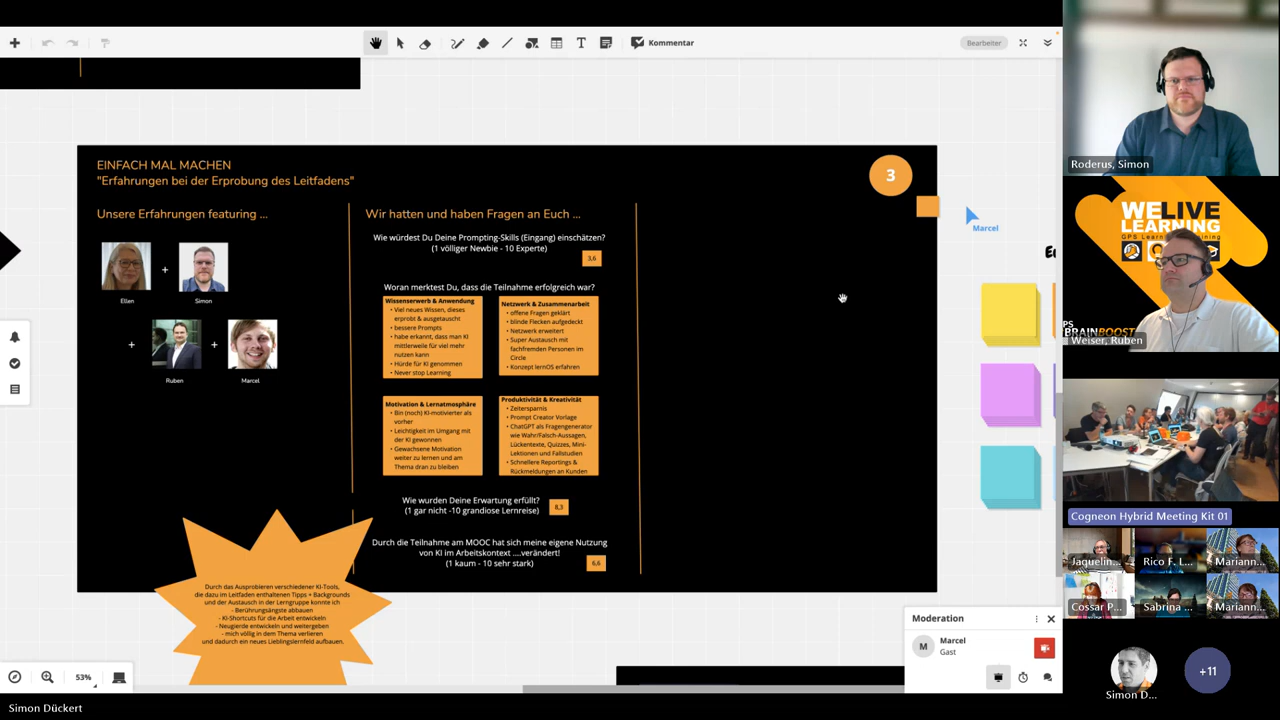 Kommentar
Bearbeiter
EINFACH MAL MACHEN
"Erfahrungen bei der Erprobung des Leitfadens"
3
Marcel
Unsere Erfahrungen featuring ...
Ellen
+
Simon
+
Ruben
+
Marcel
Wir hatten und haben Fragen an Euch ...
Wie würdest Du Deine Prompting-Skills (Eingang) einschätzen?
(1 völliger Newbie - 10 Experte)
3,6
Woran merktest Du, dass die Teilnahme erfolgreich war?
Wissenserwerb & Anwendung
• Viel neues Wissen, dieses
erprobt & ausgetauscht
• bessere Prompts
• habe erkannt, dass man KI
mittlerweile für viel mehr
nutzen kann
• Hürde für KI genommen
• Never stop Learning
Netzwerk & Zusammenarbeit
• offene Fragen geklärt
• blinde Flecken aufgedeckt
• Netzwerk erweitert
• Super Austausch mit
fachfremden Personen im
Circle
• Konzept lernOS erfahren
Motivation & Lernatmosphäre
• Bin (noch) KI-motivierter als
vorher
• Leichtigkeit im Umgang mit
der KI gewonnen
• Gewachsene Motivation
weiter zu lernen und am
Thema dran zu bleiben
Produktivität & Kreativität
• Zeitersparnis
• Prompt Creator Vorlage
• ChatGPT als Fragengenerator
wie Wahr/Falsch-Aussagen,
Lückentexte, Quizzes, Mini-
Lektionen und Fallstudien
• Schnellere Reportings &
Rückmeldungen an Kunden
Wie wurden Deine Erwartung erfüllt?
(1 gar nicht -10 grandiose Lernreise)
8,3
Durch die Teilnahme am MOOC hat sich meine eigene Nutzung
von KI im Arbeitskontext ....verändert!
(1 kaum - 10 sehr stark)
6,6
Durch das Ausprobieren verschiedener KI-Tools,
die dazu im Leitfaden enthaltenen Tipps + Backgrounds
und der Austausch in der Lerngruppe konnte ich
- Berührungsängste abbauen
- KI-Shortcuts für die Arbeit entwickeln
- Neugierde entwickeln und weitergeben
- mich völlig in dem Thema verlieren
und dadurch ein neues Lieblingslernfeld aufbauen.
53%
Moderation
M
Marcel
Gast
Simon Dückert
Roderus, Simon
WE LIVE
LEARNING
BRAINBOOST
Weiser, Ruben
Cogneon Hybrid Meeting Kit 01
Jaquelin...
Rico F. L...
Mariann...
Cossar P...
Sabrina ...
Mariann...
Simon D...
+11